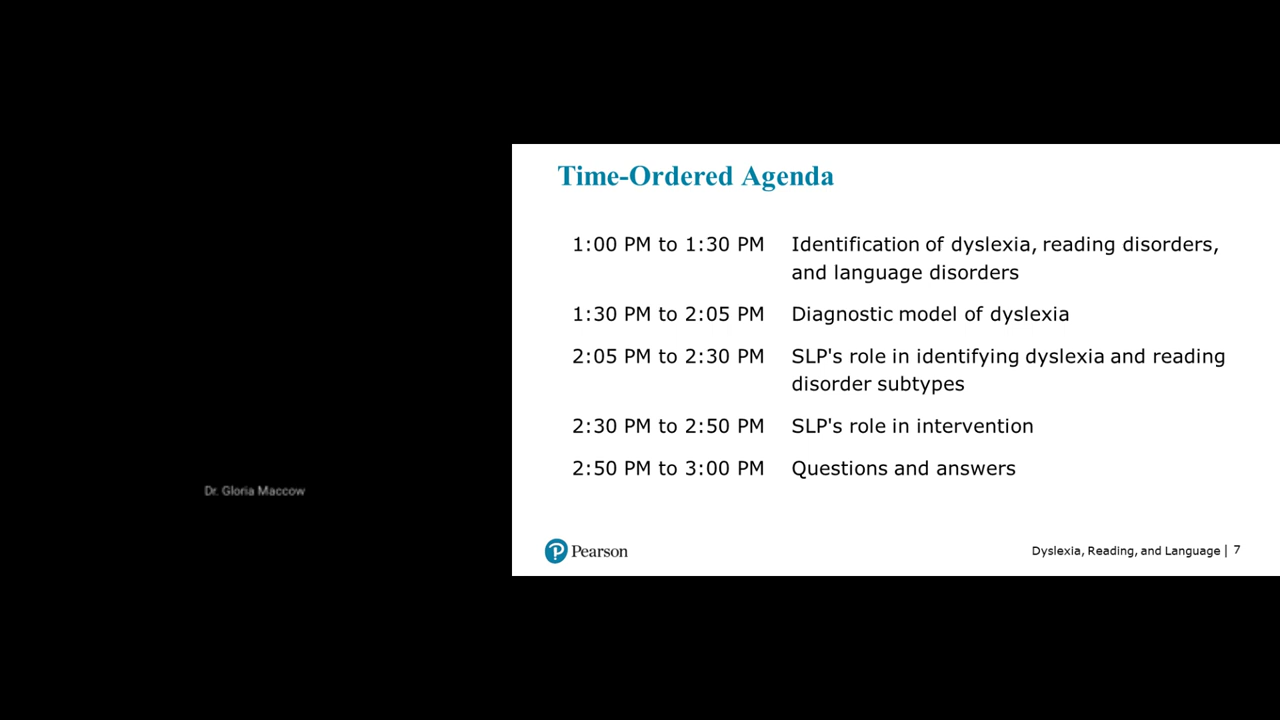 Time-Ordered Agenda
1:00 PM to 1:30 PM Identification of dyslexia, reading disorders,
and language disorders
1:30 PM to 2:05 PM Diagnostic model of dyslexia
2:05 PM to 2:30 PM SLP's role in identifying dyslexia and reading
disorder subtypes
2:30 PM to 2:50 PM SLP's role in intervention
2:50 PM to 3:00 PM Questions and answers
Dr. Gloria Maccow
Pearson
Dyslexia, Reading, and Language | 7